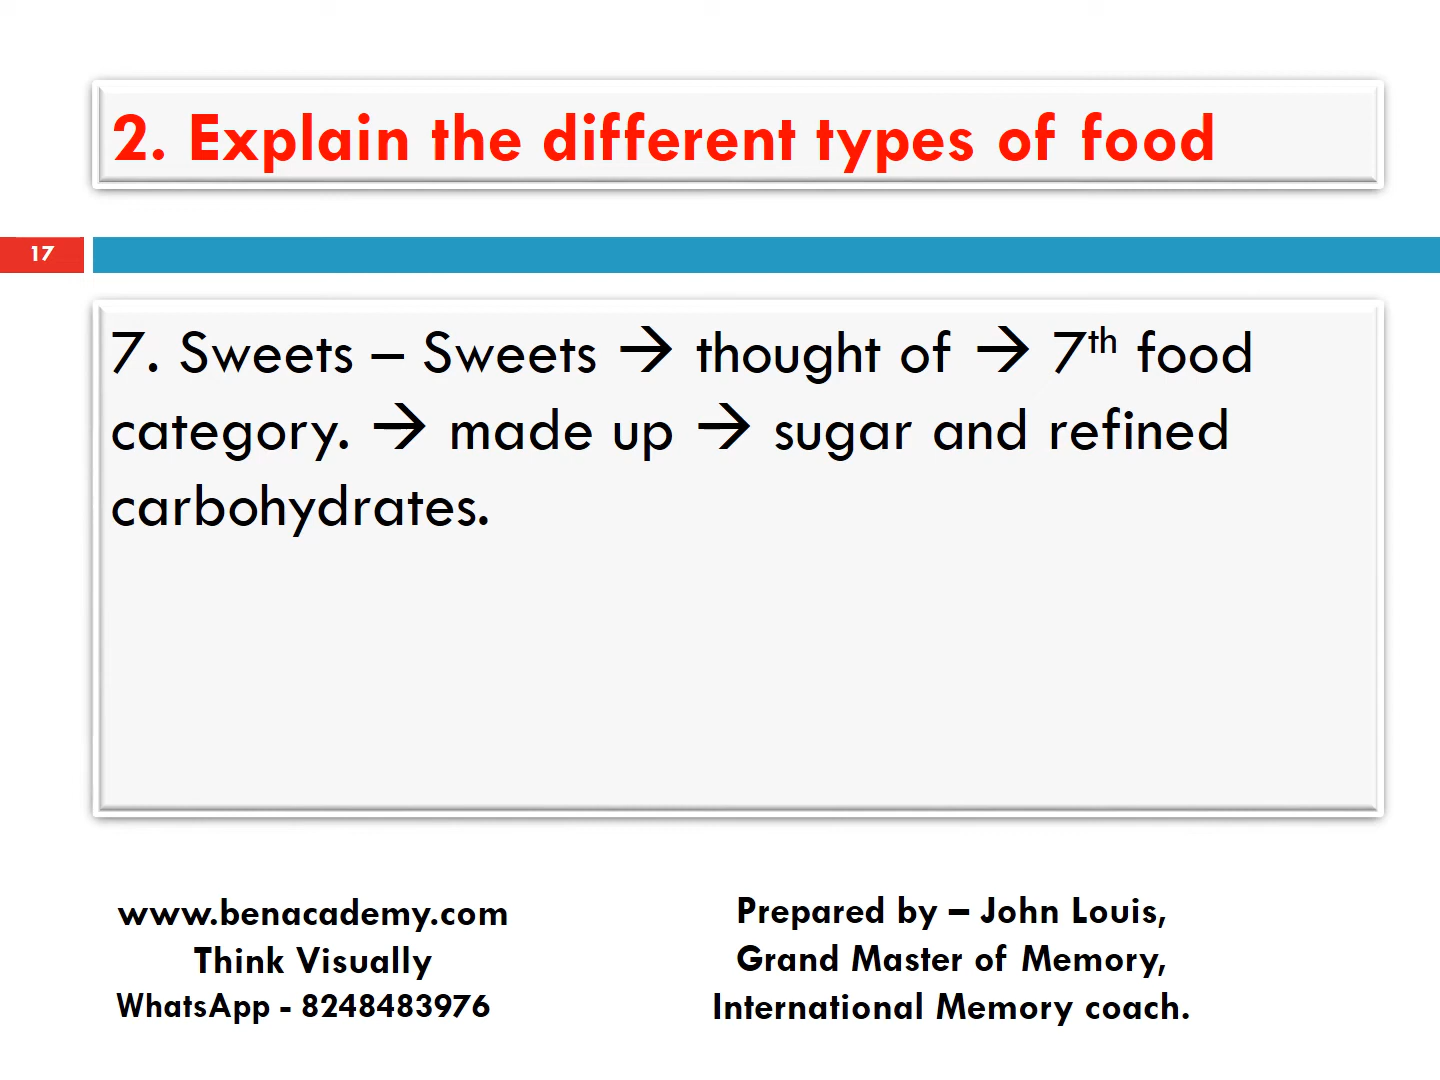 2. Explain the different types of food
17
7. Sweets – Sweets → thought of → 7th food
category. → made up → sugar and refined
carbohydrates.
www.benacademy.com
Think Visually
WhatsApp - 8248483976
Prepared by – John Louis,
Grand Master of Memory,
International Memory coach.